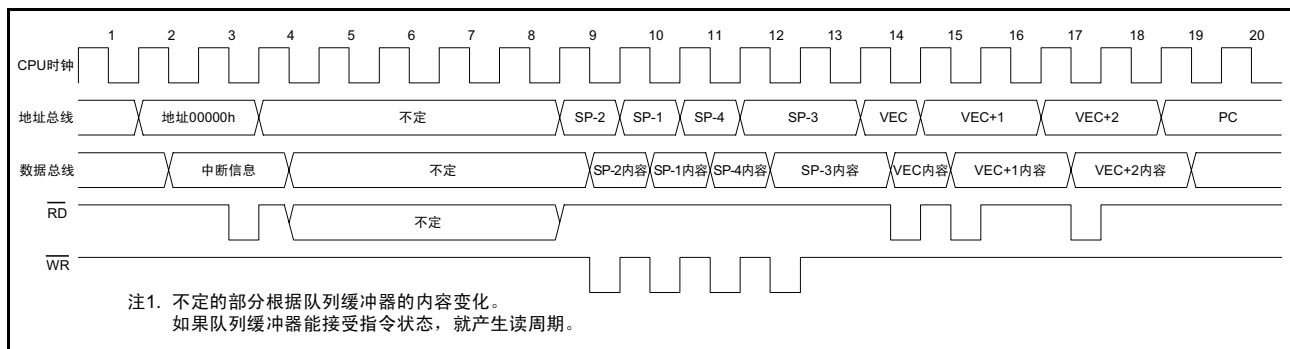 1 2 3 4 5 6 7 8 9 10 11 12 13 14 15 16 17 18 19 20
CPU时钟
地址总线 地址00000h 不定 SP-2 SP-1 SP-4 SP-3 VEC VEC+1 VEC+2 PC
数据总线 中断信息 不定 SP-2内容 SP-1内容 SP-4内容 SP-3内容 VEC内容 VEC+1内容 VEC+2内容
RD 不定
WR
注1. 不定的部分根据队列缓冲器的内容变化。
如果队列缓冲器能接受指令状态，就产生读周期。